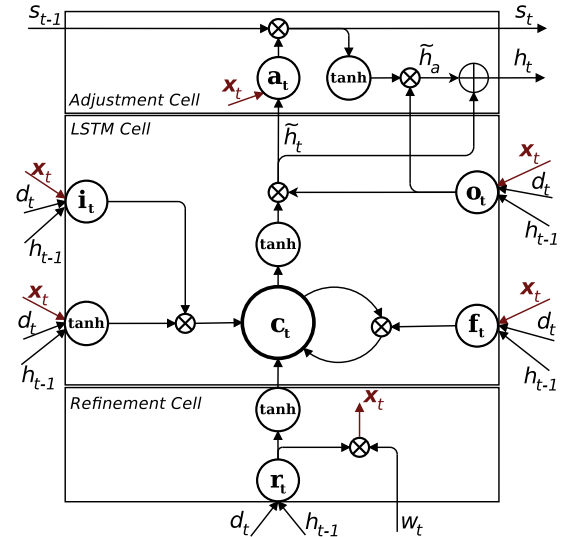 s_{t-1} s_t
x_t a_t tanh h̃_a h_t
Adjustment Cell
LSTM Cell h̃_t
x_t x_t
d_t i_t o_t d_t
h_{t-1} h_{t-1}
tanh
x_t x_t
d_t tanh c_t f_t d_t
h_{t-1} h_{t-1}
Refinement Cell tanh x_t
r_t
d_t h_{t-1} w_t